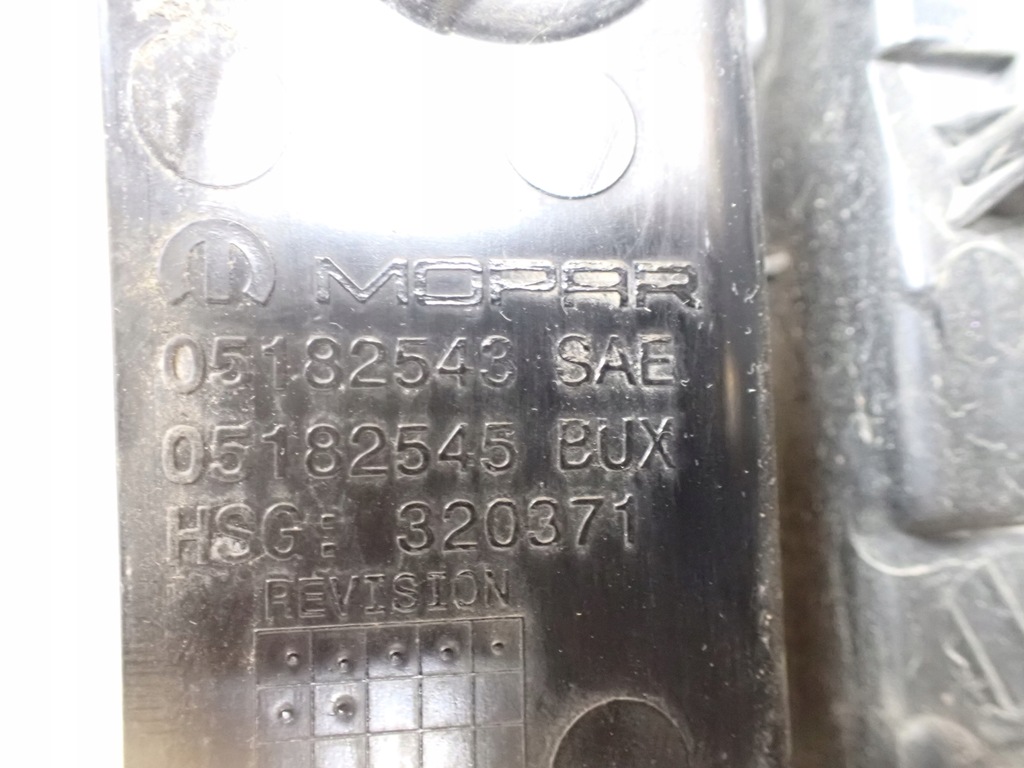 MOPAR
05182543 SAE
05182545 BUX
HSG: 320371
REVISION